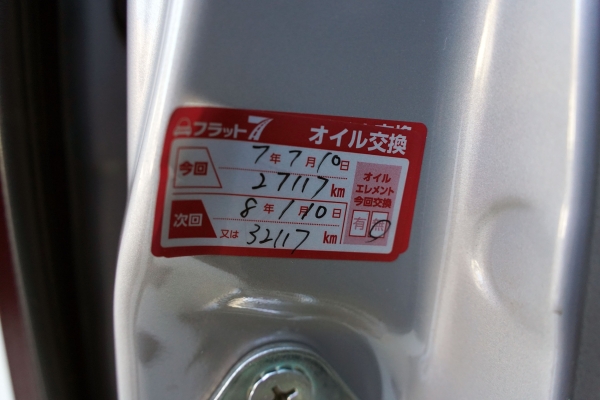 フラット7 オイル交換
今回 7年7月10日
27117km
次回 8年1月10日
又は 32117km
オイル
エレメント
今回交換
有 無